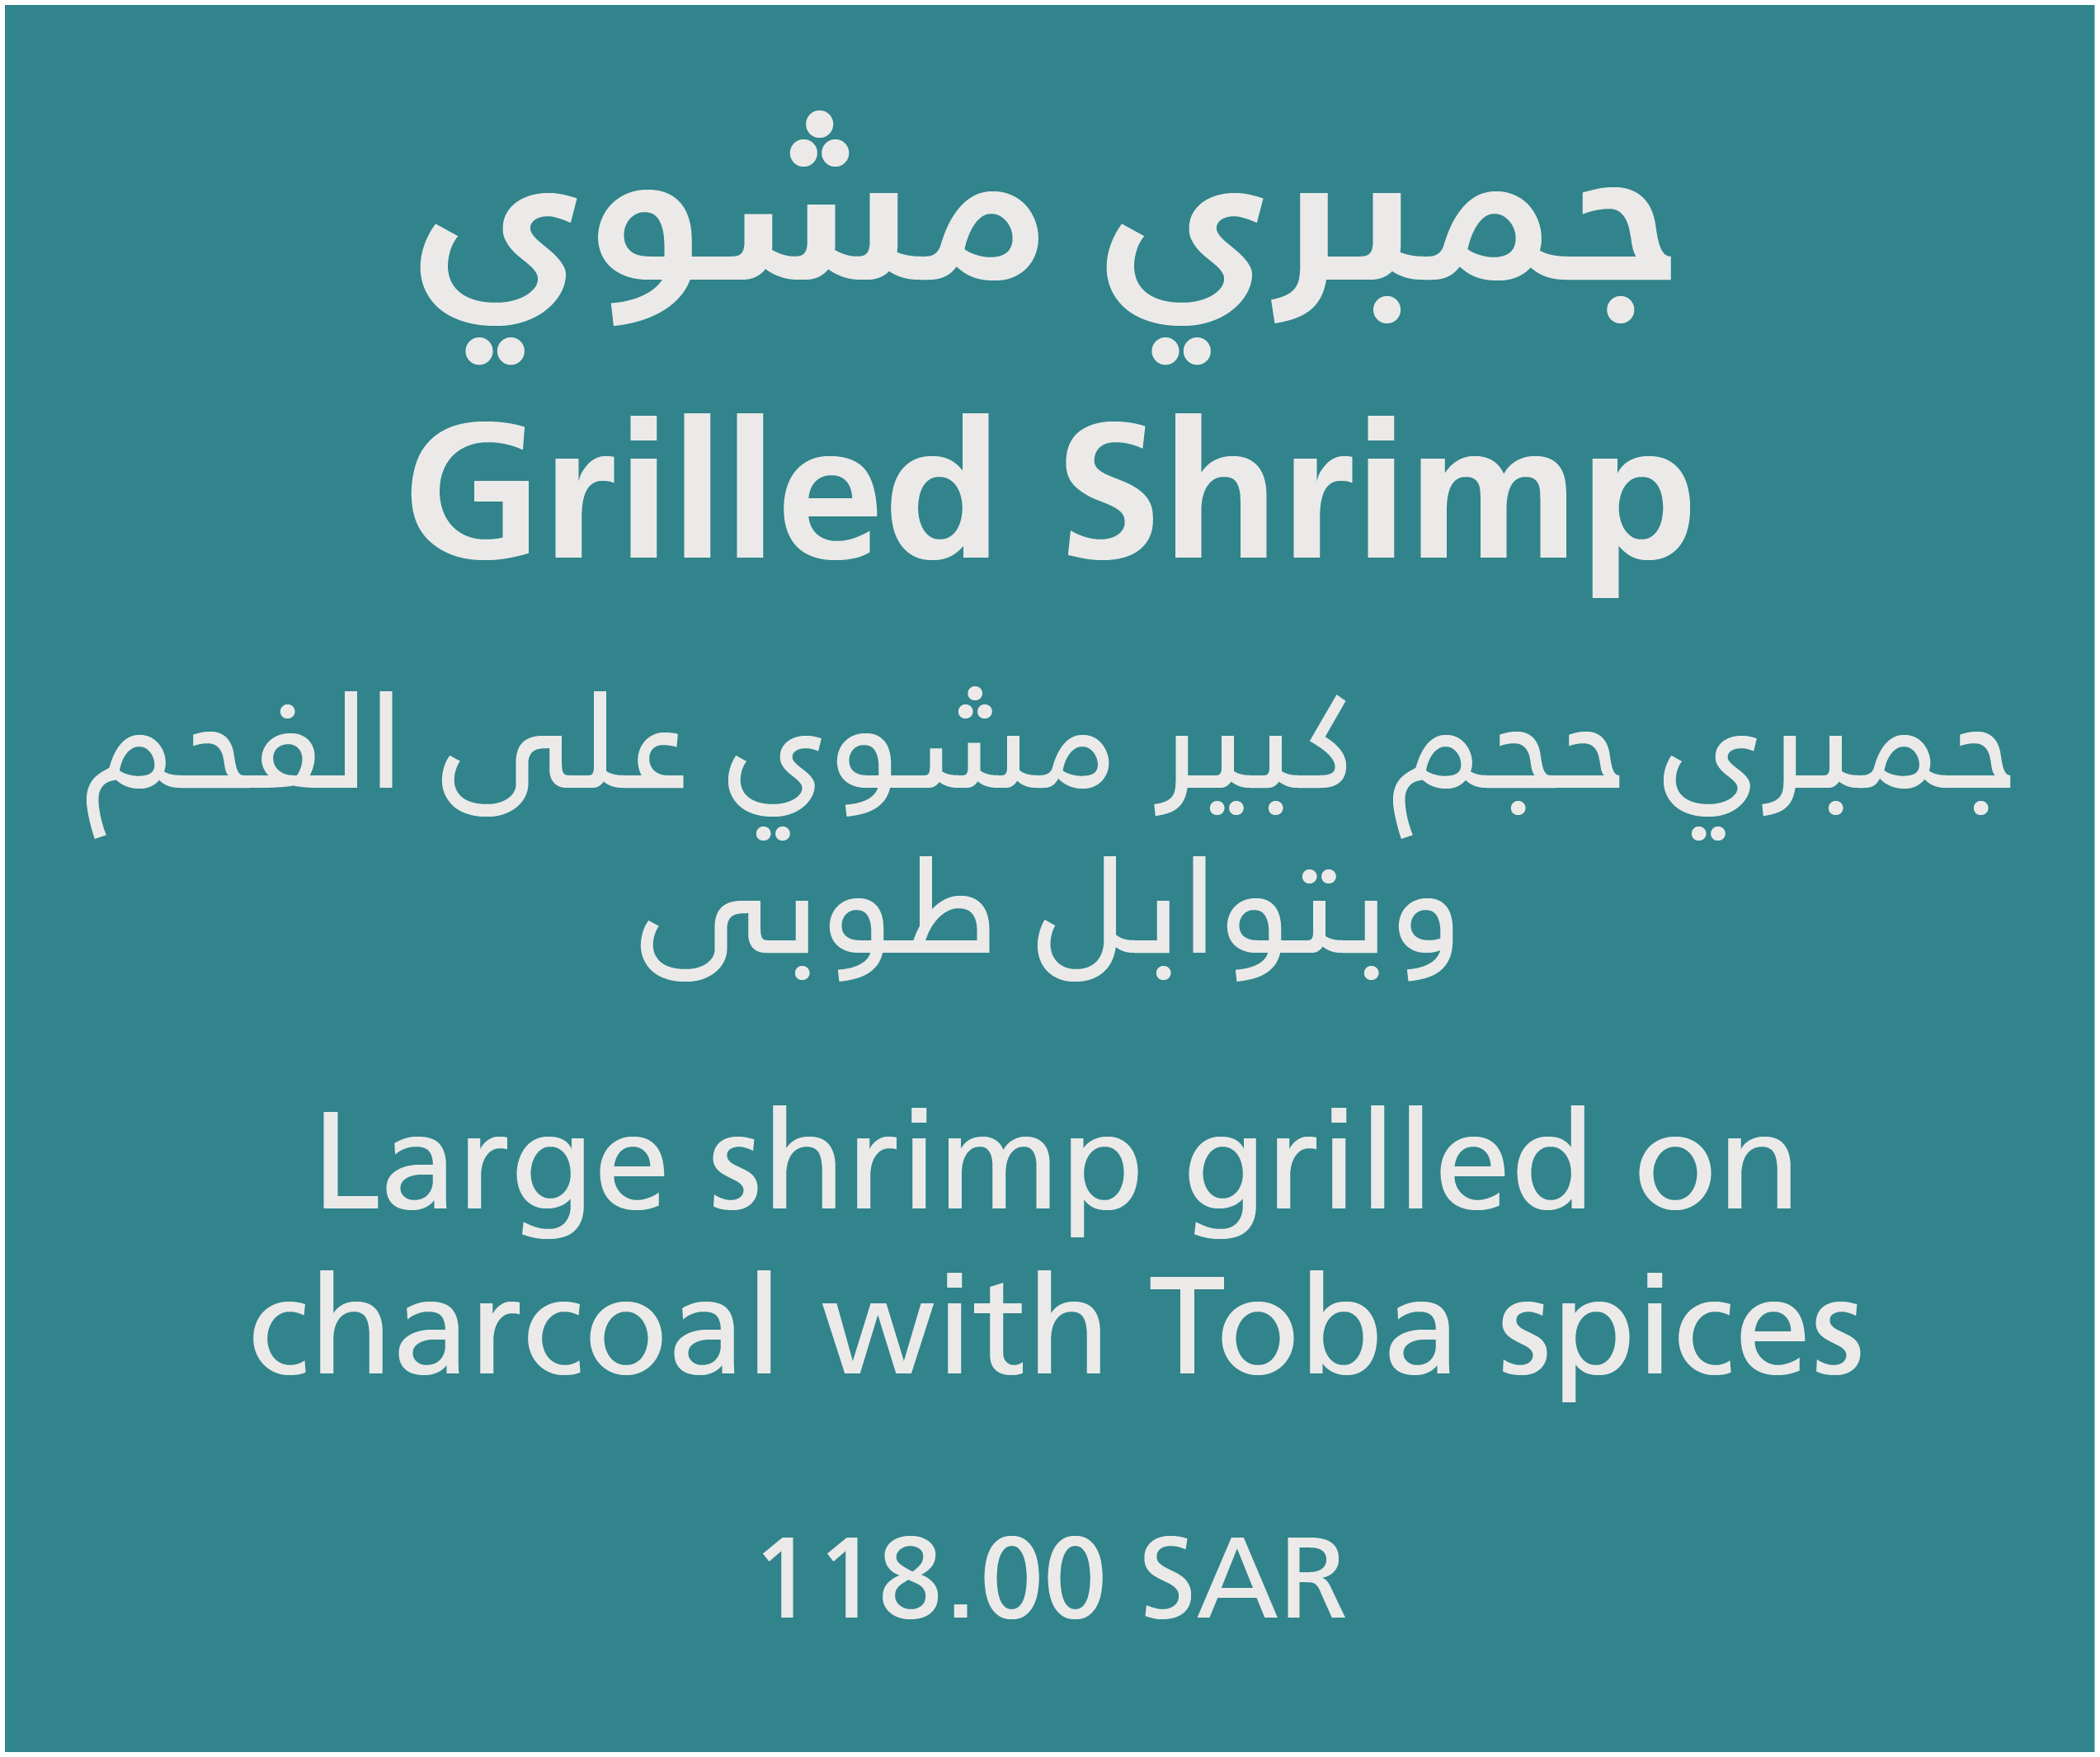 جمبري مشوي
Grilled Shrimp
جمبري حجم كبير مشوي على الفحم
وبتوابل طوبى
Large shrimp grilled on
charcoal with Toba spices
118.00 SAR